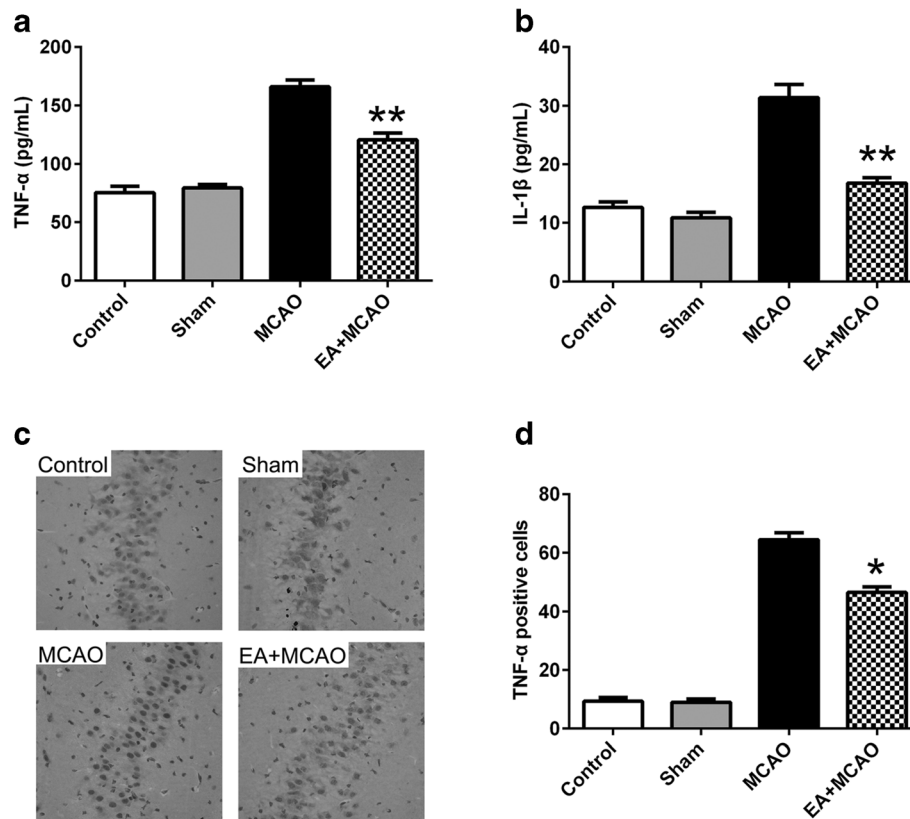 a
TNF-α (pg/mL)
200
150
100
50
0
Control
Sham
MCAO
EA+MCAO
**
b
IL-1β (pg/mL)
40
30
20
10
0
Control
Sham
MCAO
EA+MCAO
**
c
Control
Sham
MCAO
EA+MCAO
d
TNF-α positive cells
80
60
40
20
0
Control
Sham
MCAO
EA+MCAO
*